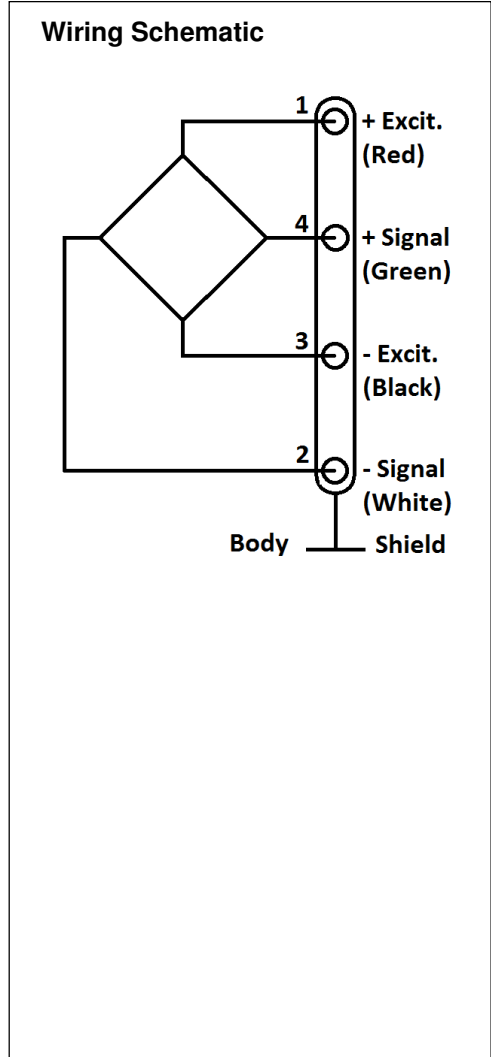 Wiring Schematic
1
+ Excit.
(Red)
4
+ Signal
(Green)
3
- Excit.
(Black)
2
- Signal
(White)
Body
Shield